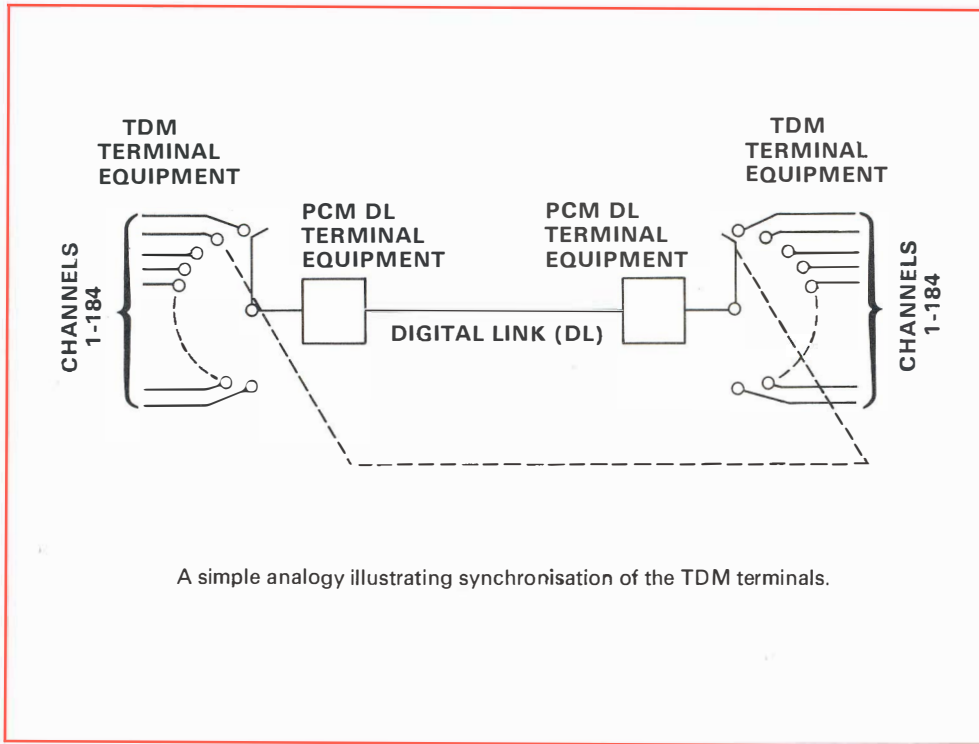 TDM
TERMINAL
EQUIPMENT
TDM
TERMINAL
EQUIPMENT
PCM DL
TERMINAL
EQUIPMENT
PCM DL
TERMINAL
EQUIPMENT
CHANNELS
1-184
DIGITAL LINK (DL)
CHANNELS
1-184
A simple analogy illustrating synchronisation of the TDM terminals.